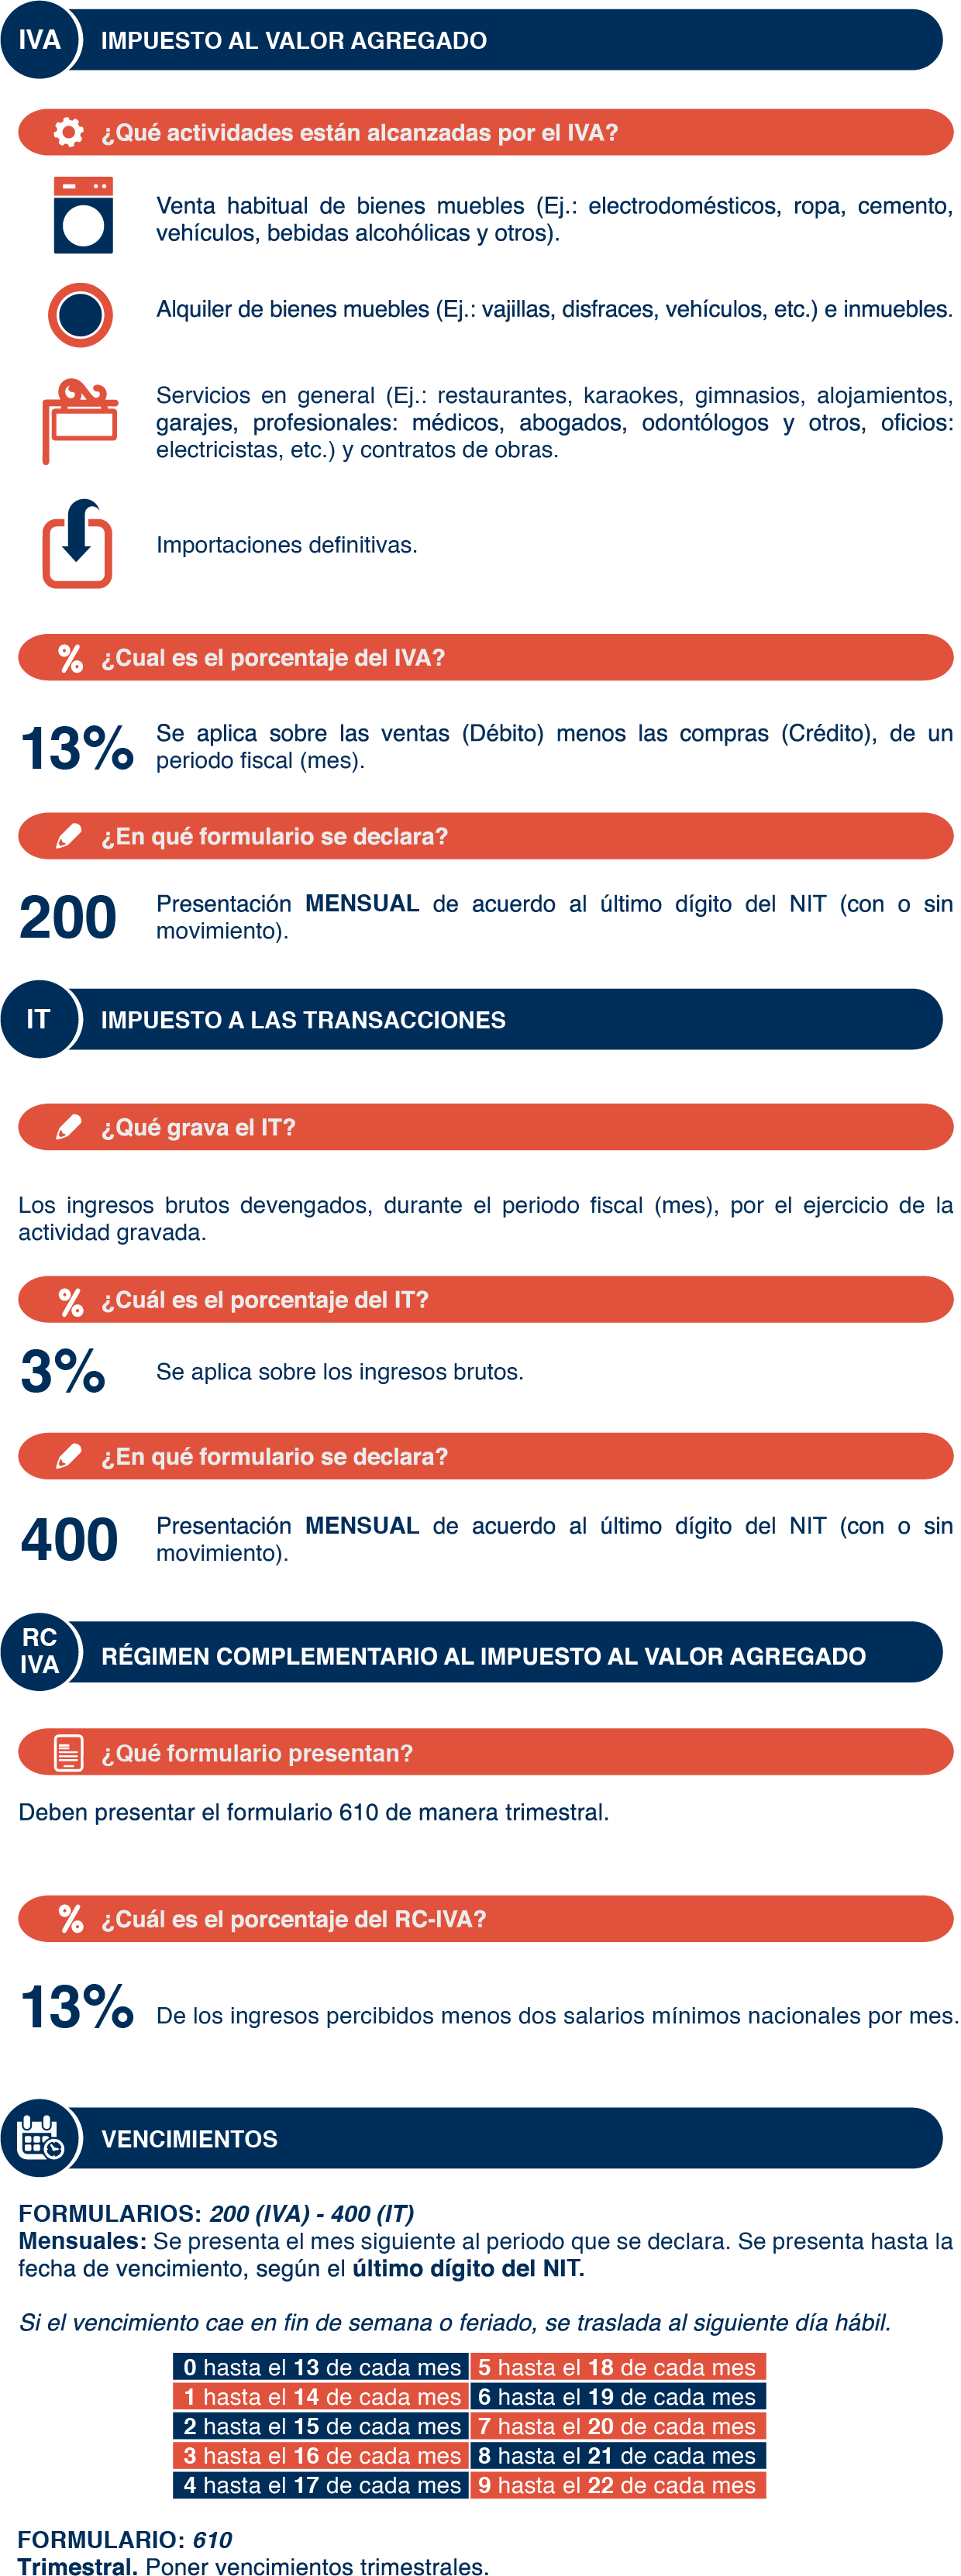 IVA IMPUESTO AL VALOR AGREGADO
¿Qué actividades están alcanzadas por el IVA?
Venta habitual de bienes muebles (Ej.: electrodomésticos, ropa, cemento,
vehículos, bebidas alcohólicas y otros).
Alquiler de bienes muebles (Ej.: vajillas, disfraces, vehículos, etc.) e inmuebles.
Servicios en general (Ej.: restaurantes, karaokes, gimnasios, alojamientos,
garajes, profesionales: médicos, abogados, odontólogos y otros, oficios:
electricistas, etc.) y contratos de obras.
Importaciones definitivas.
% ¿Cual es el porcentaje del IVA?
13% Se aplica sobre las ventas (Débito) menos las compras (Crédito), de un
periodo fiscal (mes).
¿En qué formulario se declara?
200 Presentación MENSUAL de acuerdo al último dígito del NIT (con o sin
movimiento).
IT IMPUESTO A LAS TRANSACCIONES
¿Qué grava el IT?
Los ingresos brutos devengados, durante el periodo fiscal (mes), por el ejercicio de la
actividad gravada.
% ¿Cuál es el porcentaje del IT?
3% Se aplica sobre los ingresos brutos.
¿En qué formulario se declara?
400 Presentación MENSUAL de acuerdo al último dígito del NIT (con o sin
movimiento).
RC
IVA RÉGIMEN COMPLEMENTARIO AL IMPUESTO AL VALOR AGREGADO
¿Qué formulario presentan?
Deben presentar el formulario 610 de manera trimestral.
% ¿Cuál es el porcentaje del RC-IVA?
13% De los ingresos percibidos menos dos salarios mínimos nacionales por mes.
VENCIMIENTOS
FORMULARIOS: 200 (IVA) - 400 (IT)
Mensuales: Se presenta el mes siguiente al periodo que se declara. Se presenta hasta la
fecha de vencimiento, según el último dígito del NIT.
Si el vencimiento cae en fin de semana o feriado, se traslada al siguiente día hábil.
0 hasta el 13 de cada mes 5 hasta el 18 de cada mes
1 hasta el 14 de cada mes 6 hasta el 19 de cada mes
2 hasta el 15 de cada mes 7 hasta el 20 de cada mes
3 hasta el 16 de cada mes 8 hasta el 21 de cada mes
4 hasta el 17 de cada mes 9 hasta el 22 de cada mes
FORMULARIO: 610
Trimestral. Poner vencimientos trimestrales.